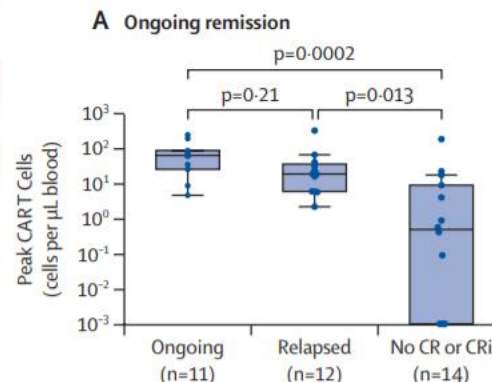 A Ongoing remission
p=0·0002
p=0·21
p=0·013
Peak CART Cells
(cells per μL blood)
10³
10²
10¹
10⁰
10⁻¹
10⁻²
10⁻³
Ongoing
(n=11)
Relapsed
(n=12)
No CR or CRi
(n=14)